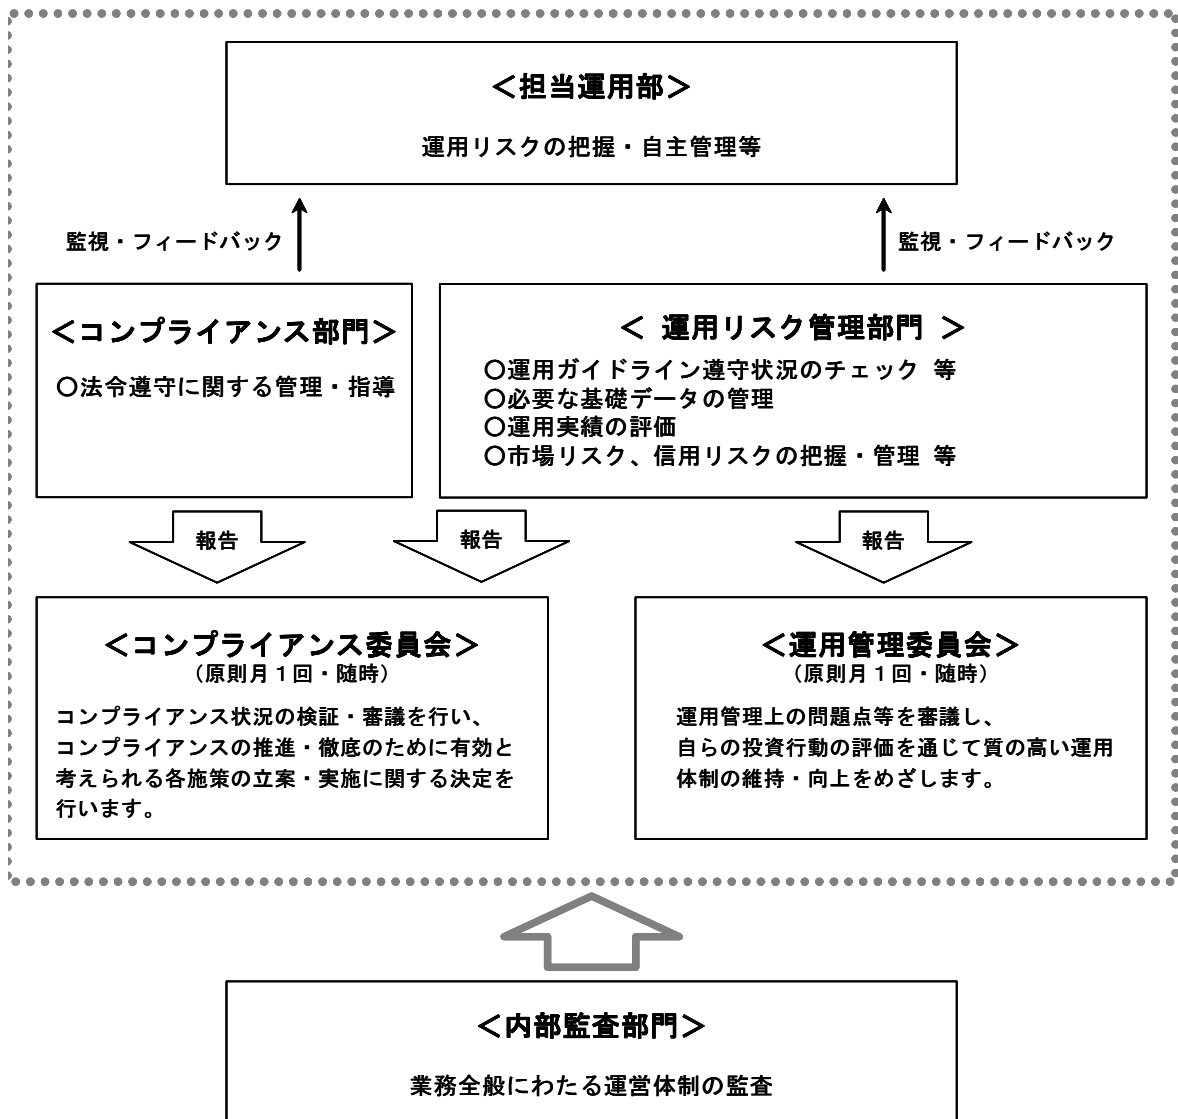 ＜担当運用部＞
運用リスクの把握・自主管理等
監視・フィードバック
監視・フィードバック
＜コンプライアンス部門＞
○法令遵守に関する管理・指導
＜ 運用リスク管理部門 ＞
○運用ガイドライン遵守状況のチェック 等
○必要な基礎データの管理
○運用実績の評価
○市場リスク、信用リスクの把握・管理 等
報告
報告
報告
＜コンプライアンス委員会＞
（原則月１回・随時）
コンプライアンス状況の検証・審議を行い、
コンプライアンスの推進・徹底のために有効と
考えられる各施策の立案・実施に関する決定を
行います。
＜運用管理委員会＞
（原則月１回・随時）
運用管理上の問題点等を審議し、
自らの投資行動の評価を通じて質の高い運用
体制の維持・向上をめざします。
＜内部監査部門＞
業務全般にわたる運営体制の監査